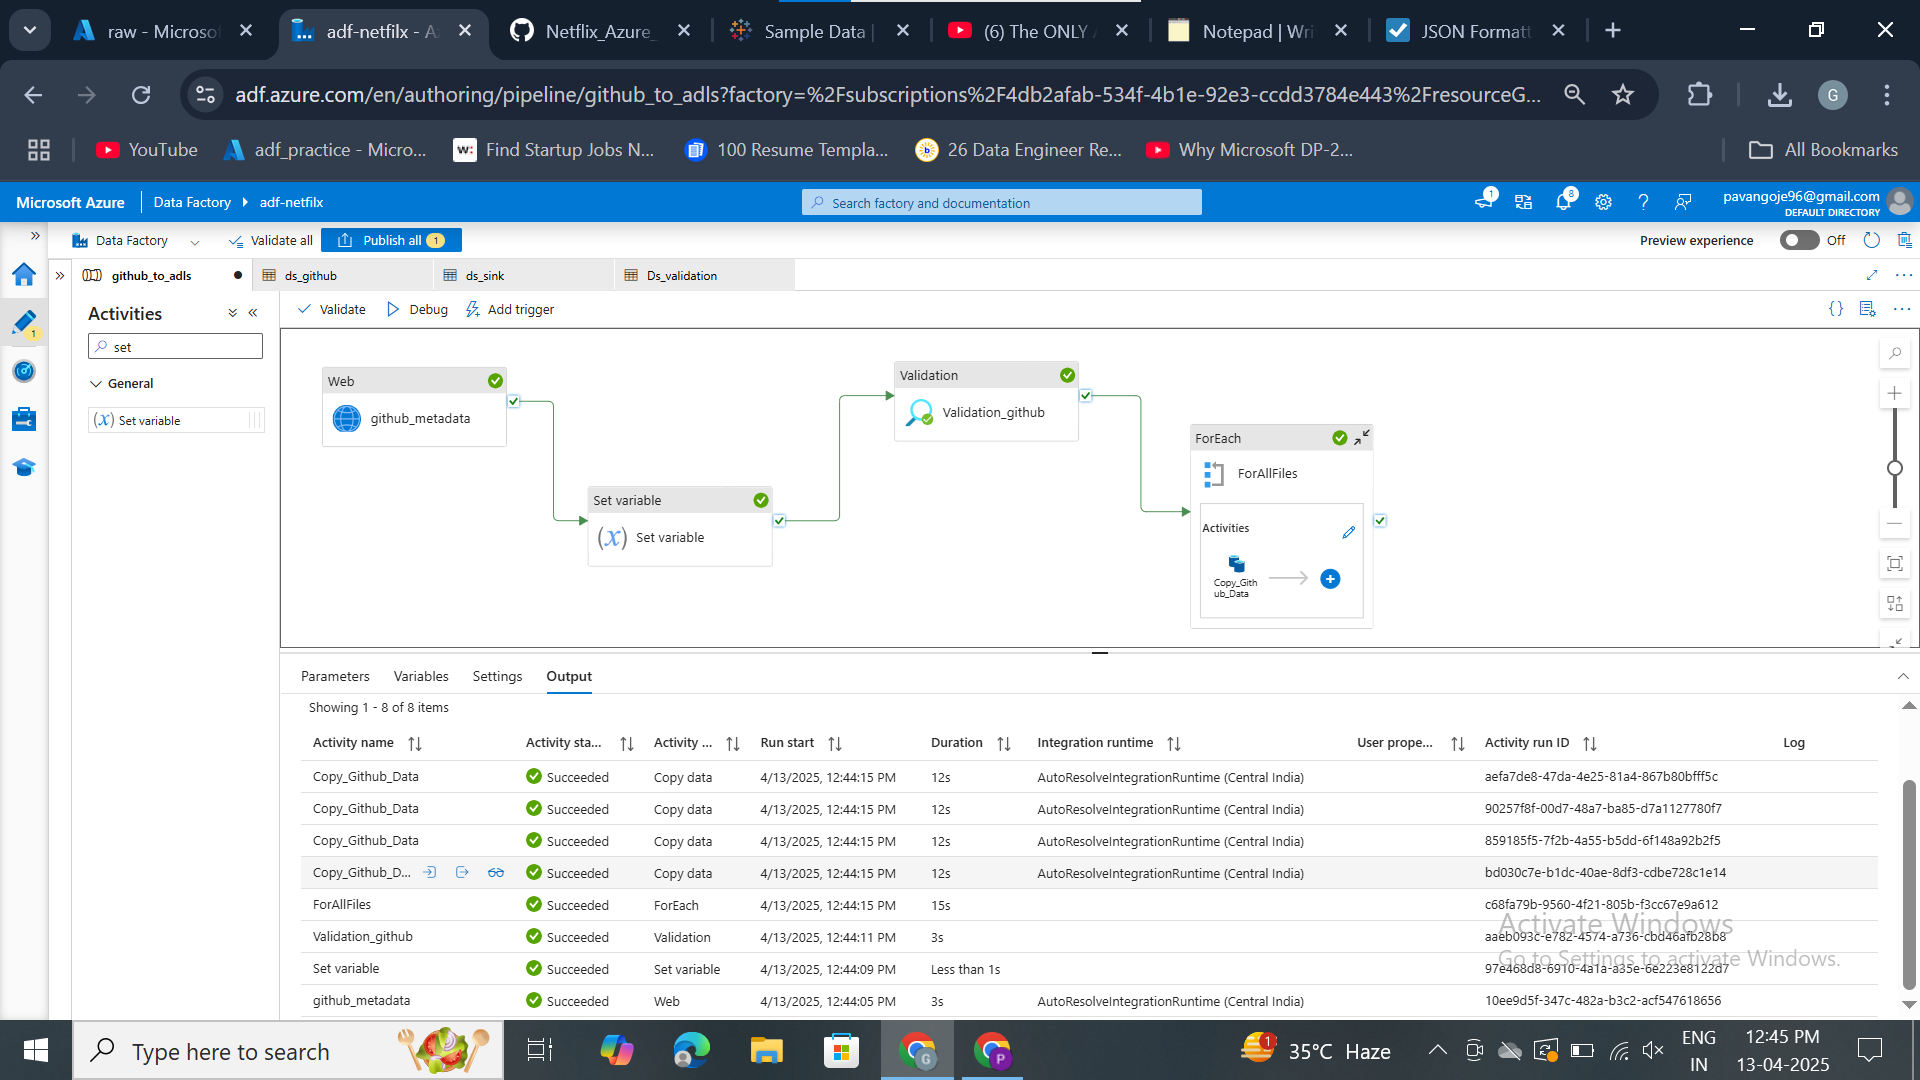 raw - Microsof
adf-netfilx - A
Netflix_Azure_
Sample Data |
(6) The ONLY A
Notepad | Wri
JSON Formatt
adf.azure.com/en/authoring/pipeline/github_to_adls?factory=%2Fsubscriptions%2F4db2afab-534f-4b1e-92e3-ccdd3784e443%2FresourceG...
G
YouTube
adf_practice - Micro...
w:
Find Startup Jobs N...
100 Resume Templa...
b
26 Data Engineer Re...
Why Microsoft DP-2...
All Bookmarks
Microsoft Azure
Data Factory
adf-netfilx
Search factory and documentation
1
8
?
pavangoje96@gmail.com
DEFAULT DIRECTORY
Data Factory
Validate all
Publish all 1
Preview experience
Off
1
github_to_adls
ds_github
ds_sink
Ds_validation
Activities
set
General
(x) Set variable
Validate
Debug
Add trigger
{}
Web
github_metadata
Set variable
(x) Set variable
Validation
Validation_github
ForEach
ForAllFiles
Activities
Copy_Gith
ub_Data
Parameters
Variables
Settings
Output
Showing 1 - 8 of 8 items
Activity name Activity sta... Activity ... Run start Duration Integration runtime User prope... Activity run ID Log
Copy_Github_Data Succeeded Copy data 4/13/2025, 12:44:15 PM 12s AutoResolveIntegrationRuntime (Central India) aefa7de8-47da-4e25-81a4-867b80bfff5c
Copy_Github_Data Succeeded Copy data 4/13/2025, 12:44:15 PM 12s AutoResolveIntegrationRuntime (Central India) 90257f8f-00d7-48a7-ba85-d7a1127780f7
Copy_Github_Data Succeeded Copy data 4/13/2025, 12:44:15 PM 12s AutoResolveIntegrationRuntime (Central India) 859185f5-7f2b-4a55-b5dd-6f148a92b2f5
Copy_Github_D... Succeeded Copy data 4/13/2025, 12:44:15 PM 12s AutoResolveIntegrationRuntime (Central India) bd030c7e-b1dc-40ae-8df3-cdbe728c1e14
ForAllFiles Succeeded ForEach 4/13/2025, 12:44:15 PM 15s c68fa79b-9560-4f21-805b-f3cc67e9a612
Validation_github Succeeded Validation 4/13/2025, 12:44:11 PM 3s aaeb093c-e782-4574-a736-cbd46afb28b8
Set variable Succeeded Set variable 4/13/2025, 12:44:09 PM Less than 1s 97e468d8-6910-4a1a-a35e-6e223e8122d7
github_metadata Succeeded Web 4/13/2025, 12:44:05 PM 3s AutoResolveIntegrationRuntime (Central India) 10ee9d5f-347c-482a-b3c2-acf547618656
Activate Windows
Go to Settings to activate Windows.
Type here to search
G
P
1
35°C Haze
ENG
IN
12:45 PM
13-04-2025